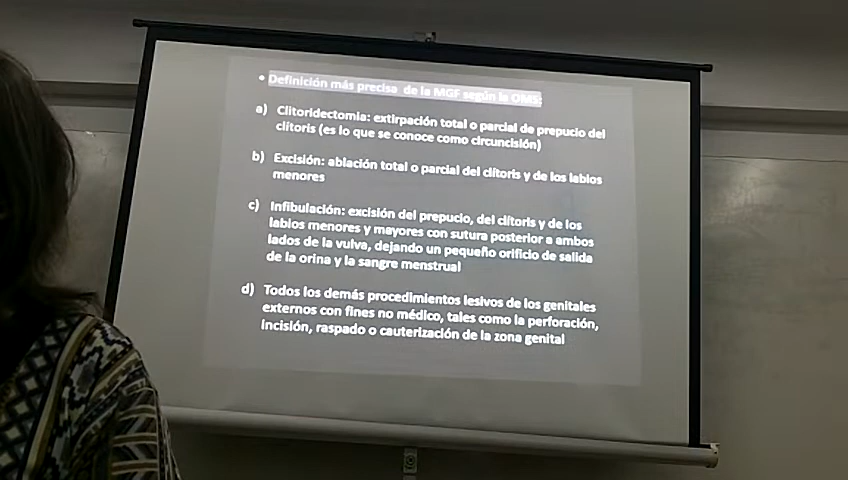 • Definición más precisa de la MGF según la OMS:
a) Clitoridectomia: extirpación total o parcial de prepucio del
clítoris (es lo que se conoce como circuncisión)
b) Excisión: ablación total o parcial del clítoris y de los labios
menores
c) Infibulación: excisión del prepucio, del clítoris y de los
labios menores y mayores con sutura posterior a ambos
lados de la vulva, dejando un pequeño orificio de salida
de la orina y la sangre menstrual
d) Todos los demás procedimientos lesivos de los genitales
externos con fines no médico, tales como la perforación,
incisión, raspado o cauterización de la zona genital